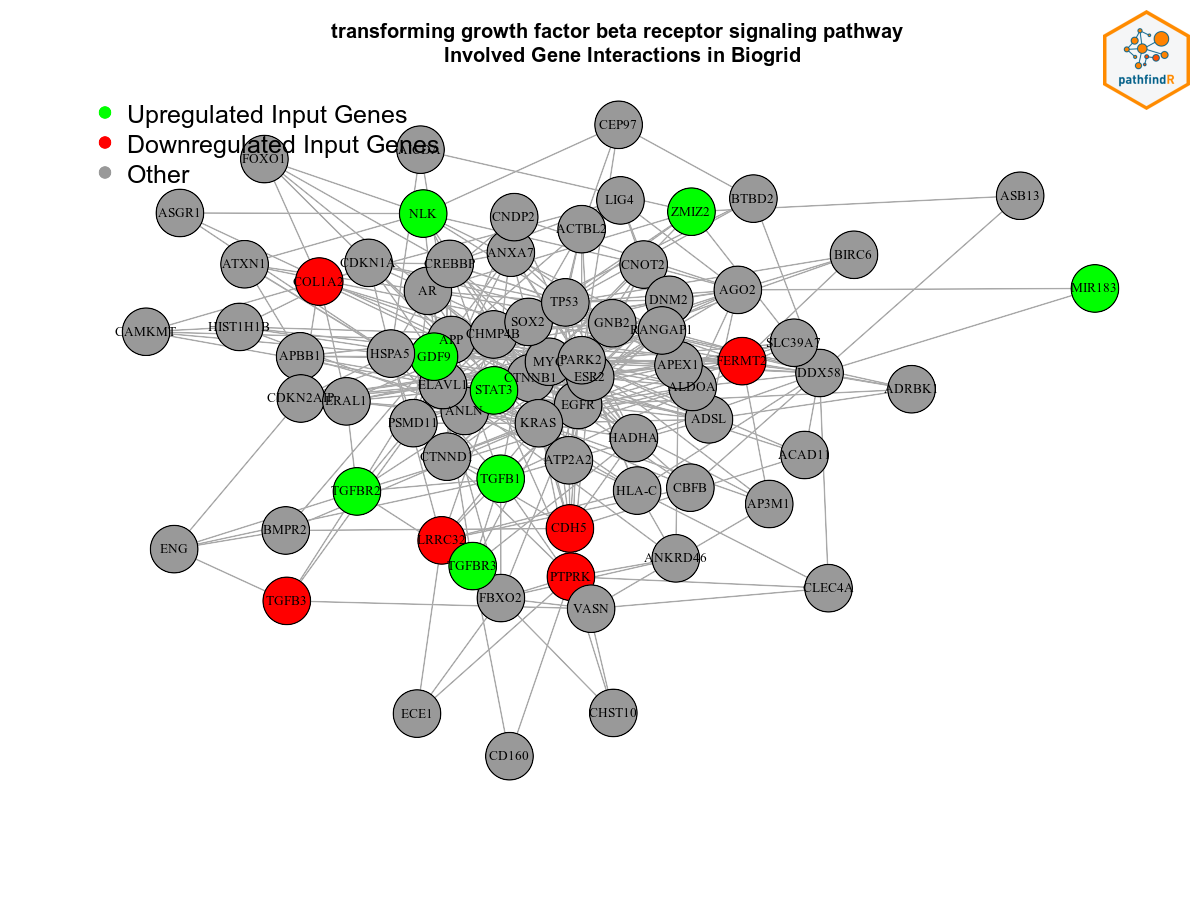 transforming growth factor beta receptor signaling pathway
Involved Gene Interactions in Biogrid
pathfindR
Upregulated Input Genes
Downregulated Input Genes
Other
CEP97
FOXO1
ASGR1
NLK
CNDP2
LIG4
ZMIZ2
BTBD2
ASB13
ACTBL2
ATXN1
CDKN1A
CREBBP
ANXA7
CNOT2
BIRC6
COL1A2
AR
TP53
DNM2
AGO2
MIR183
CAMKMT
HIST1H1B
SOX2
GNB2
RANGAP1
APBB1
HSPA5
APP
CHMP4B
SLC39A7
GDF9
MYC
PARK2
APEX1
FERMT2
DDX58
CTNNB1
ESR2
ELAVL1
STAT3
ALDOA
ADRBK1
CDKN2AIP
ERAL1
ANLN
EGFR
PSMD11
KRAS
ADSL
HADHA
CTNND
ATP2A2
ACAD11
TGFBR2
TGFB1
HLA-C
CBFB
AP3M1
ENG
BMPR2
LRRC32
CDH5
ANKRD46
TGFBR3
PTPRK
TGFB3
FBXO2
VASN
CLEC4A
ECE1
CHST10
CD160